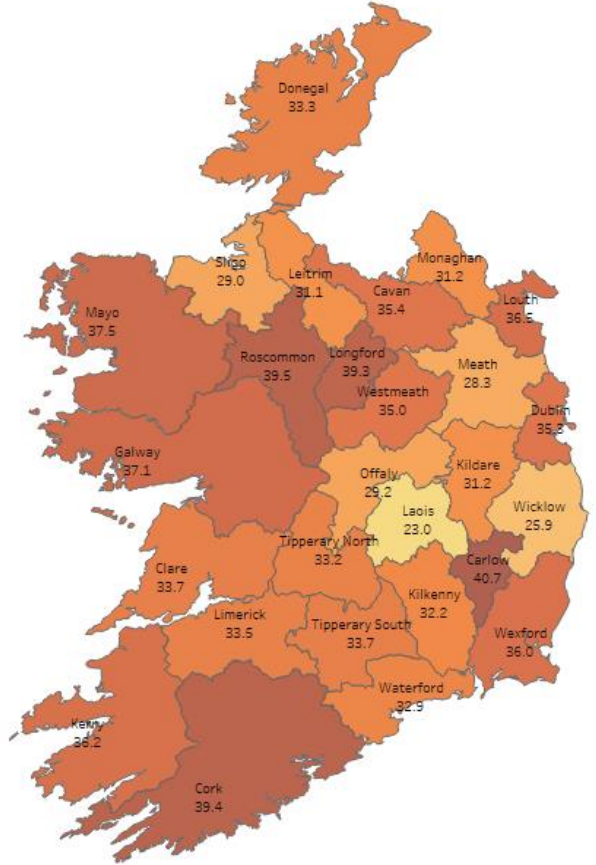 Donegal
33.3
Sligo
29.0
Leitrim
31.1
Monaghan
31.2
Cavan
35.4
Louth
36.5
Mayo
37.5
Roscommon
39.5
Longford
39.3
Meath
28.3
Westmeath
35.0
Dublin
35.3
Galway
37.1
Offaly
29.2
Kildare
31.2
Laois
23.0
Wicklow
25.9
Tipperary North
33.2
Clare
33.7
Carlow
40.7
Kilkenny
32.2
Limerick
33.5
Tipperary South
33.7
Wexford
36.0
Waterford
32.9
Kerry
36.2
Cork
39.4